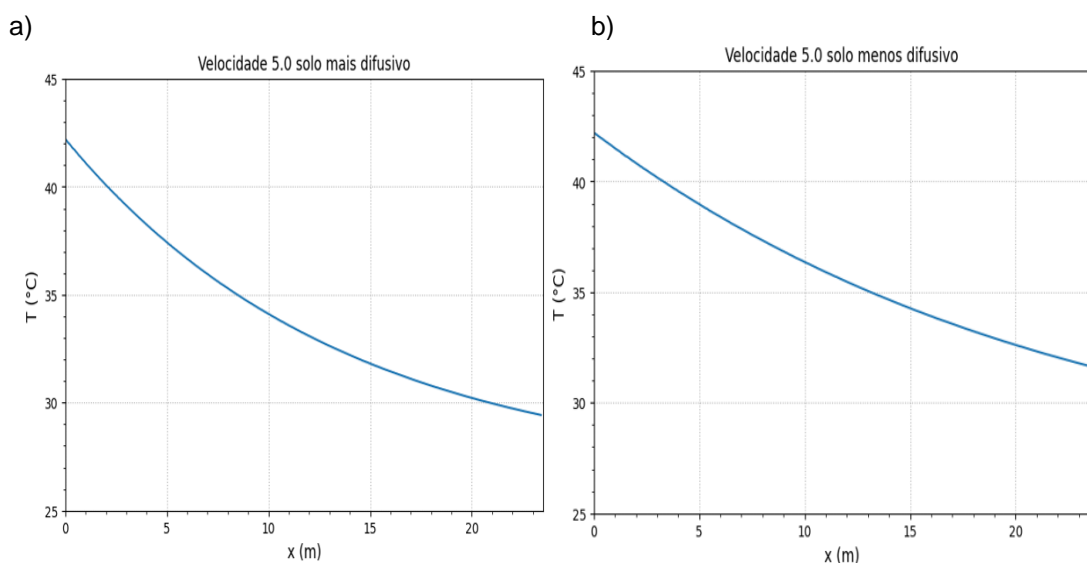 a)
Velocidade 5.0 solo mais difusivo
45
40
35
30
25
T (°C)
0 5 10 15 20
x (m)
b)
Velocidade 5.0 solo menos difusivo
45
40
35
30
25
T (°C)
0 5 10 15 20
x (m)